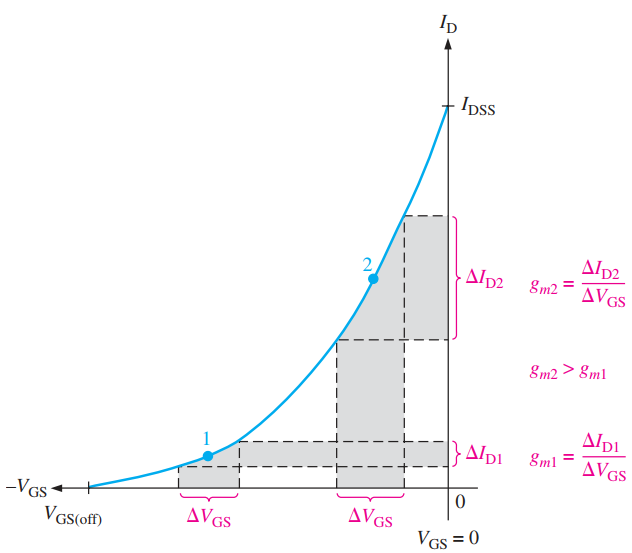 I_D
I_DSS
2
ΔI_D2
g_m2 = ΔI_D2 / ΔV_GS
g_m2 > g_m1
1
ΔI_D1
g_m1 = ΔI_D1 / ΔV_GS
–V_GS
0
V_GS(off)
ΔV_GS
ΔV_GS
V_GS = 0